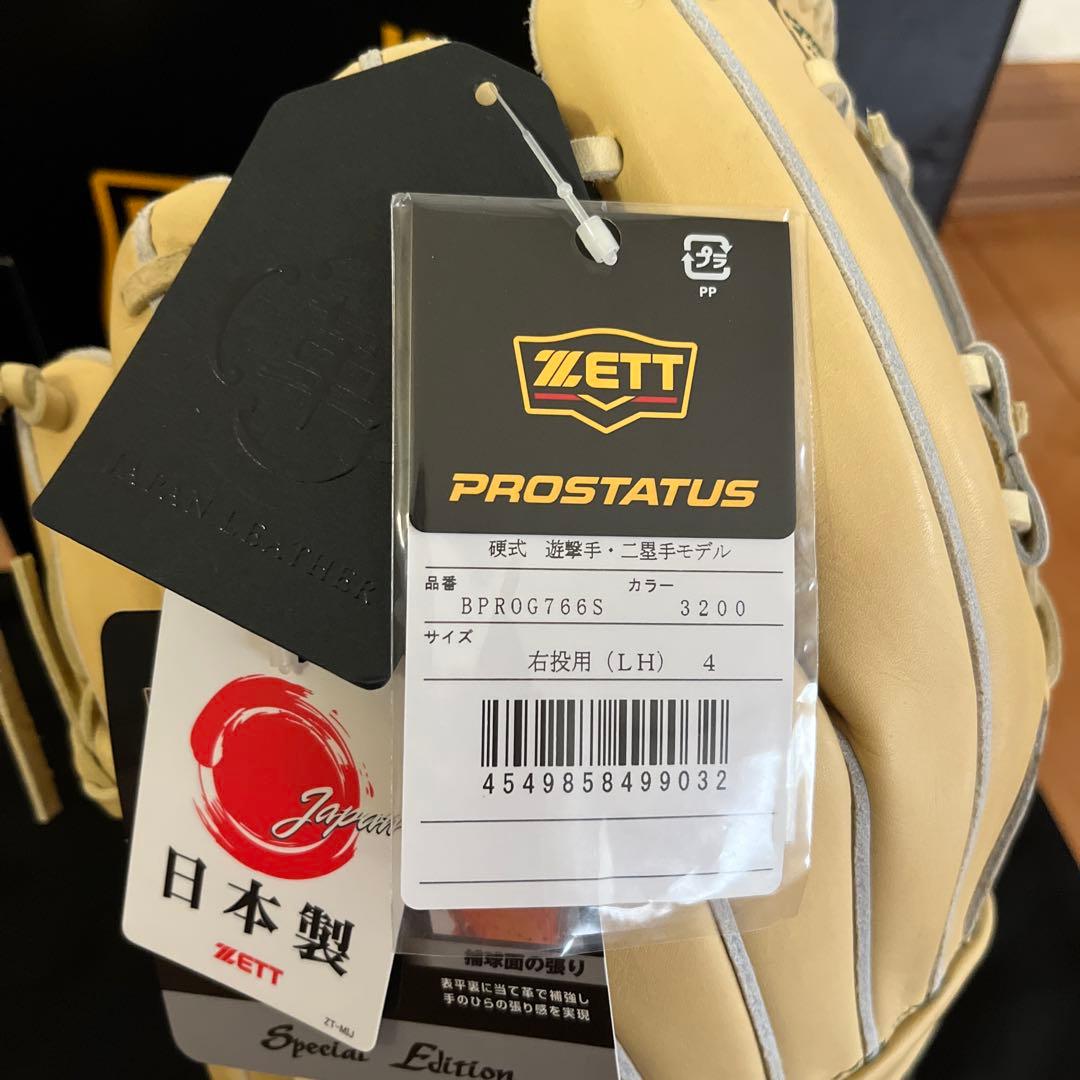 プラ
PP
ZETT
PROSTATUS
硬式 遊撃手・二塁手モデル
品番 カラー
BPROG766S 3200
サイズ
右投用(LH) 4
4549858499032
JAPAN LEATHER
Japan
日本製
ZETT
ZT-MIJ
捕球面の張り
表平裏に当て革で補強し
手のひらの張り感を実現
Special Edition